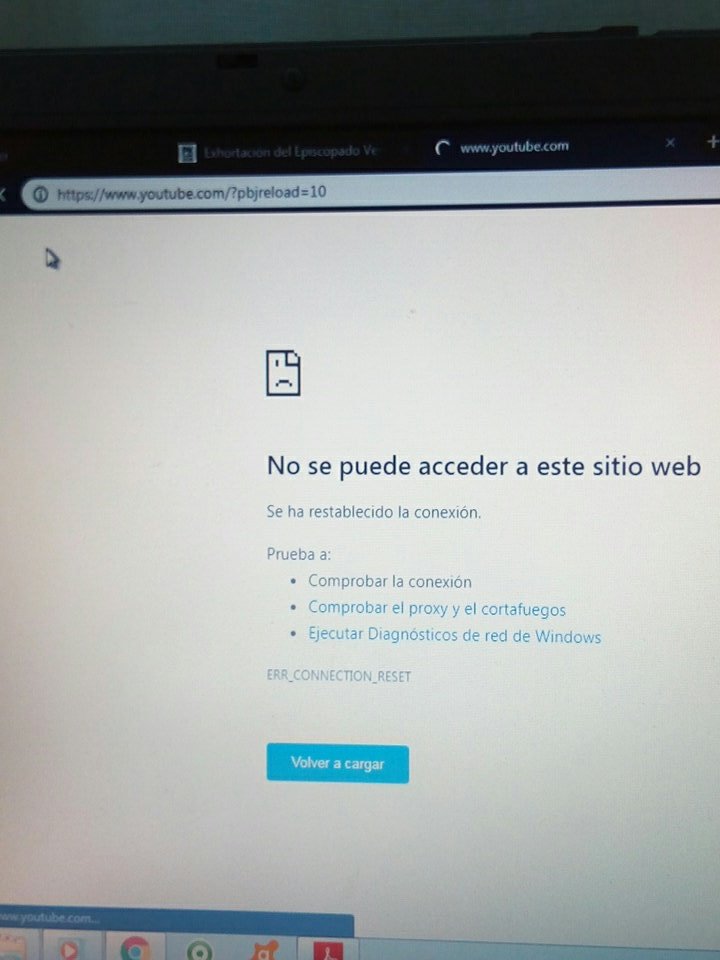 Exhortación del Episcopado Ve
www.youtube.com
https://www.youtube.com/?pbjreload=10
No se puede acceder a este sitio web
Se ha restablecido la conexión.
Prueba a:
• Comprobar la conexión
• Comprobar el proxy y el cortafuegos
• Ejecutar Diagnósticos de red de Windows
ERR_CONNECTION_RESET
Volver a cargar
www.youtube.com...